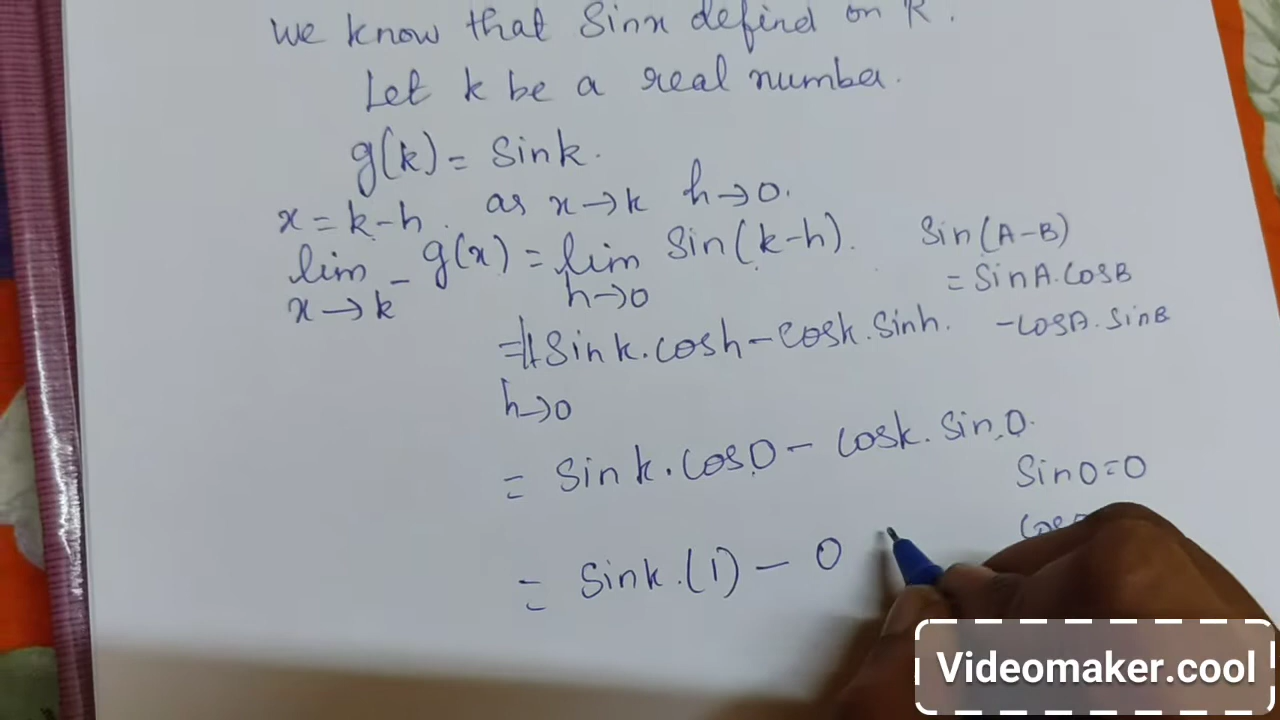 we know that Sinx defind on R.
Let k be a real number.
g(k) = Sink.
x = k-h. as x→k h→0.
lim g(x) = lim Sin(k-h). Sin(A-B)
x→k⁻ h→0 = SinA.CosB
=lt Sink.cosh-cosk.Sinh. -cosA.SinB
h→0
= Sink.cos0 - cosk.Sin0.
Sin0=0
= Sink.(1) - 0
Videomaker.cool